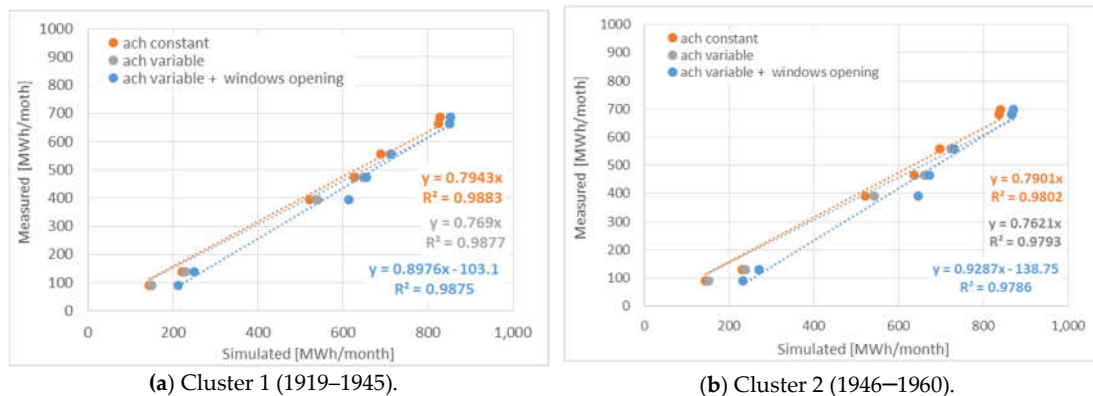 1000
900
800
700
600
500
400
300
200
100
0
Measured [MWh/moth]
ach constant
ach variable
ach variable + windows opening
y = 0.7943x
R² = 0.9883
y = 0.769x
R² = 0.9877
y = 0.8976x - 103.1
R² = 0.9875
0 200 400 600 800 1,000
Simulated [MWh/month]
(a) Cluster 1 (1919–1945).
1000
900
800
700
600
500
400
300
200
100
0
Measured [MWh/moth]
ach constant
ach variable
ach variable + windows opening
y = 0.7901x
R² = 0.9802
y = 0.7621x
R² = 0.9793
y = 0.9287x - 138.75
R² = 0.9786
0 200 400 600 800 1,000
Simulated [MWh/month]
(b) Cluster 2 (1946–1960).